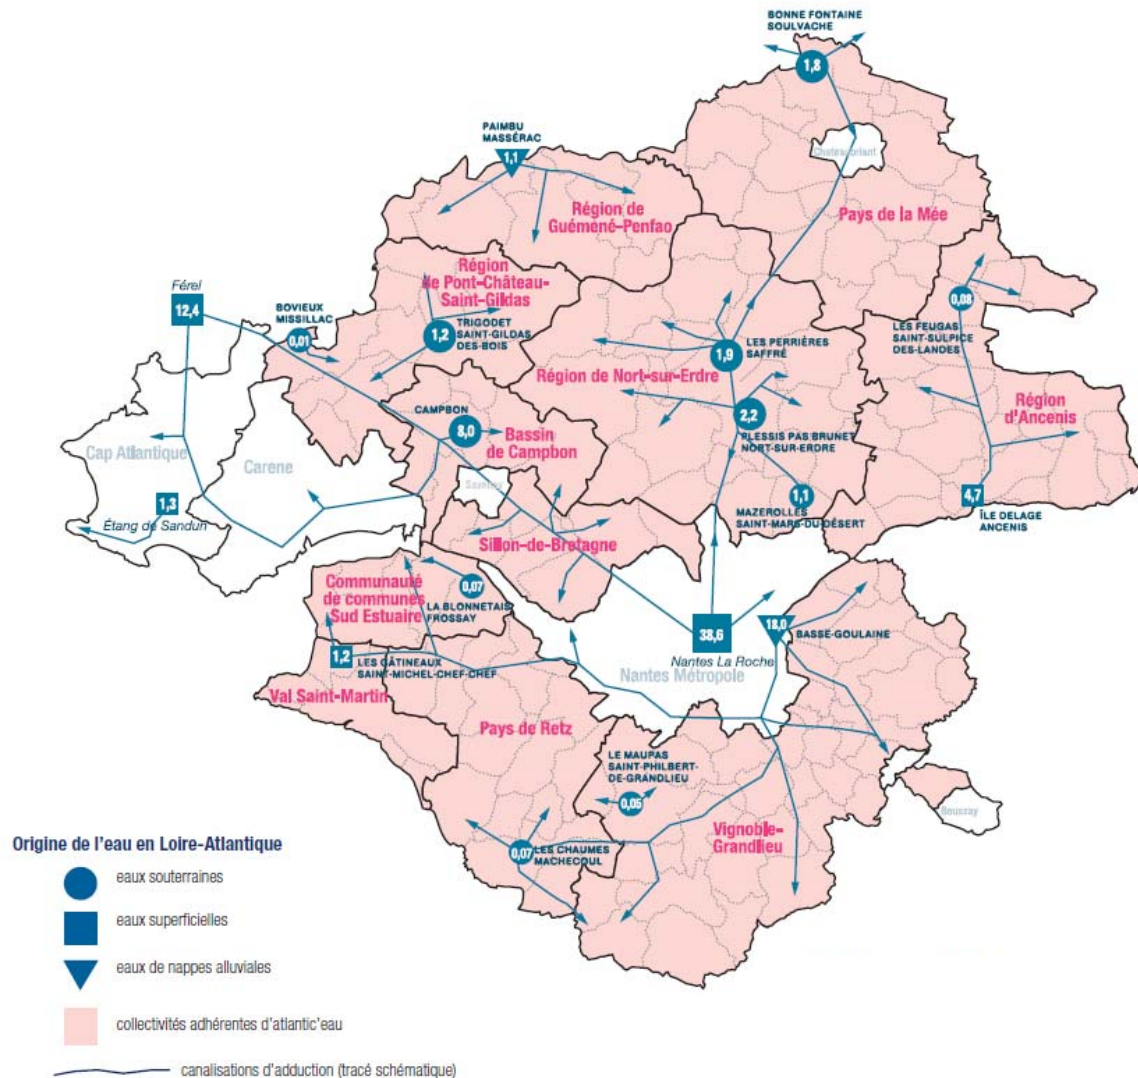 BONNE FONTAINE
SOULVACHE
1,8
Chateaubriant
Pays de la Mée
PAIMBU
MASSÉRAC
1,1
Région de
Guémené-Penfao
Région
de Pont-Château-
Saint-Gildas
Férel
12,4
BOVIEUX
MISSILLAC
0,01
1,2
TRIGODET
SAINT-GILDAS
DES-BOIS
1,9
LES PERRIÈRES
SAFFRÉ
0,08
LES FEUGAS
SAINT-SULPICE
DES-LANDES
Région de Nort-sur-Erdre
2,2
PLESSIS PAS BRUNET
NORT-SUR-ERDRE
Région
d'Ancenis
CAMPBON
8,0
Bassin
de Campbon
Cap Atlantique
Carene
Savenay
1,3
Étang de Sandun
1,1
MAZEROLLES
SAINT-MARS-DU-DÉSERT
4,7
ÎLE DELAGE
ANCENIS
Sillon-de-Bretagne
Communauté
de communes
Sud Estuaire
0,07
LA BLONNETAIS
FROSSAY
38,6
Nantes La Roche
Nantes Métropole
18,0
BASSE-GOULAINE
1,2
LES GÂTINEAUX
SAINT-MICHEL-CHEF-CHEF
Val Saint-Martin
Pays de Retz
LE MAUPAS
SAINT-PHILBERT-
DE-GRANDLIEU
0,05
Vignoble-
Grandlieu
0,07
LES CHAUMES
MACHECOUL
Origine de l'eau en Loire-Atlantique
eaux souterraines
eaux superficielles
eaux de nappes alluviales
collectivités adhérentes d'atlantic'eau
canalisations d'adduction (tracé schématique)